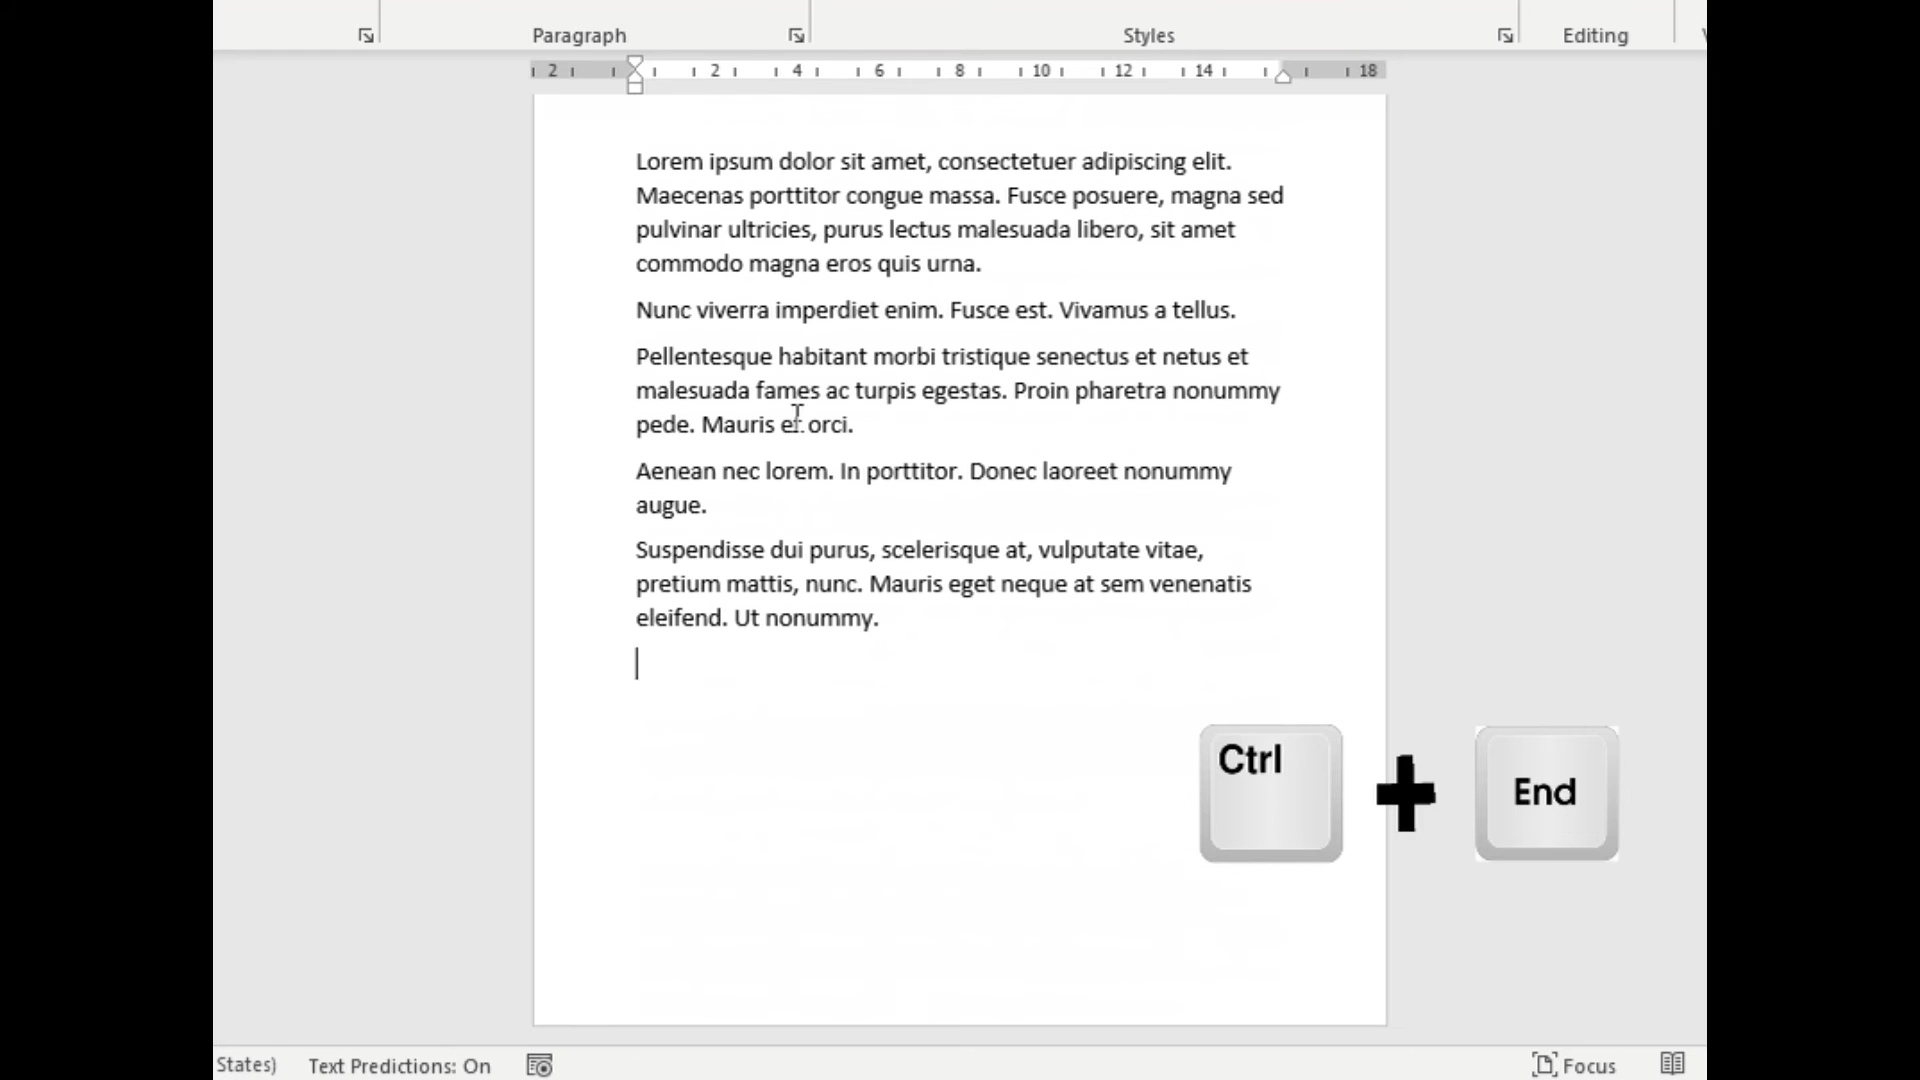 Paragraph Styles Editing
2 2 4 6 8 10 12 14 18
Lorem ipsum dolor sit amet, consectetuer adipiscing elit.
Maecenas porttitor congue massa. Fusce posuere, magna sed
pulvinar ultricies, purus lectus malesuada libero, sit amet
commodo magna eros quis urna.
Nunc viverra imperdiet enim. Fusce est. Vivamus a tellus.
Pellentesque habitant morbi tristique senectus et netus et
malesuada fames ac turpis egestas. Proin pharetra nonummy
pede. Mauris et orci.
Aenean nec lorem. In porttitor. Donec laoreet nonummy
augue.
Suspendisse dui purus, scelerisque at, vulputate vitae,
pretium mattis, nunc. Mauris eget neque at sem venenatis
eleifend. Ut nonummy.
Ctrl + End
States) Text Predictions: On Focus